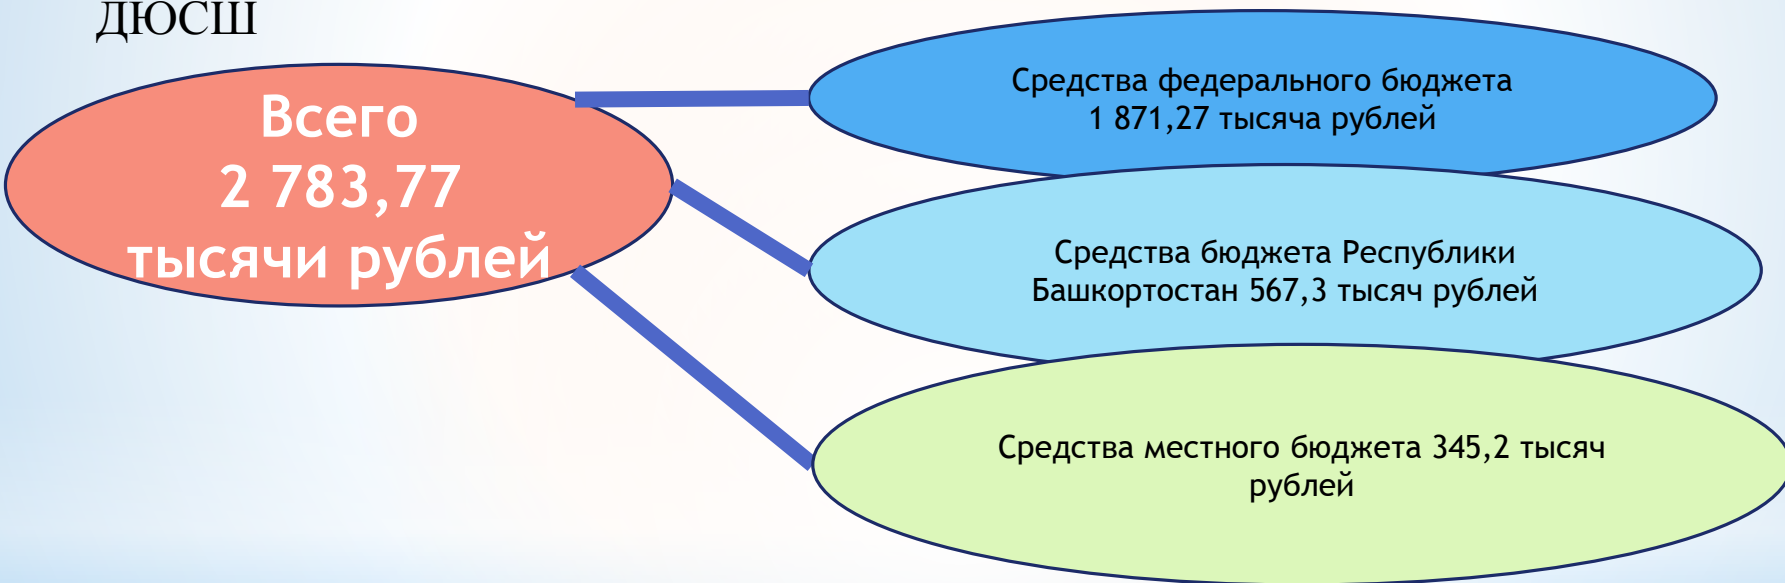 ДЮСШ
Всего
2 783,77
тысячи рублей
Средства федерального бюджета
1 871,27 тысяча рублей
Средства бюджета Республики
Башкортостан 567,3 тысяч рублей
Средства местного бюджета 345,2 тысяч
рублей